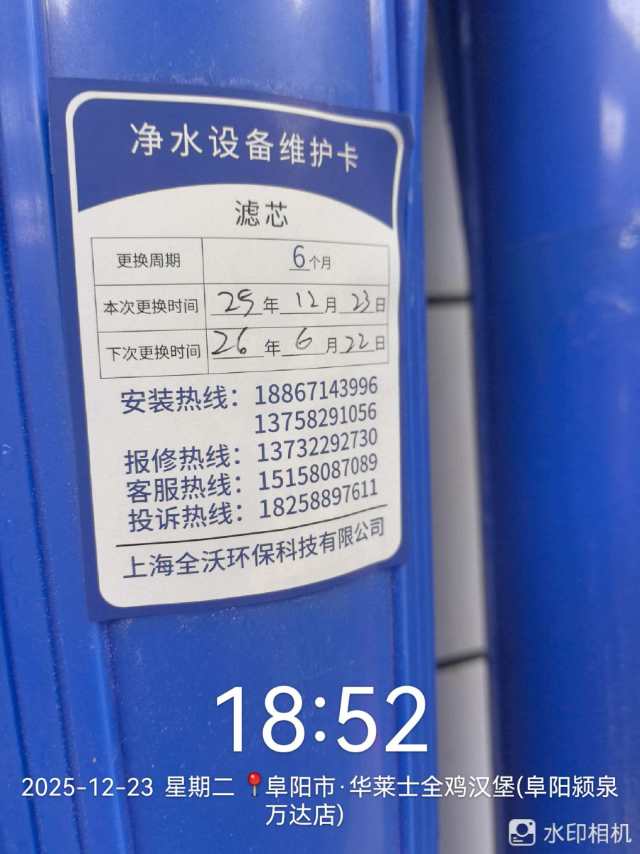 净水设备维护卡
滤芯
更换周期 6个月
本次更换时间 25年12月23日
下次更换时间 26年6月22日
安装热线：18867143996
13758291056
报修热线：13732292730
客服热线：15158087089
投诉热线：18258897611
上海全沃环保科技有限公司
18:52
2025-12-23 星期二 📍阜阳市·华莱士全鸡汉堡(阜阳颍泉
万达店)
水印相机